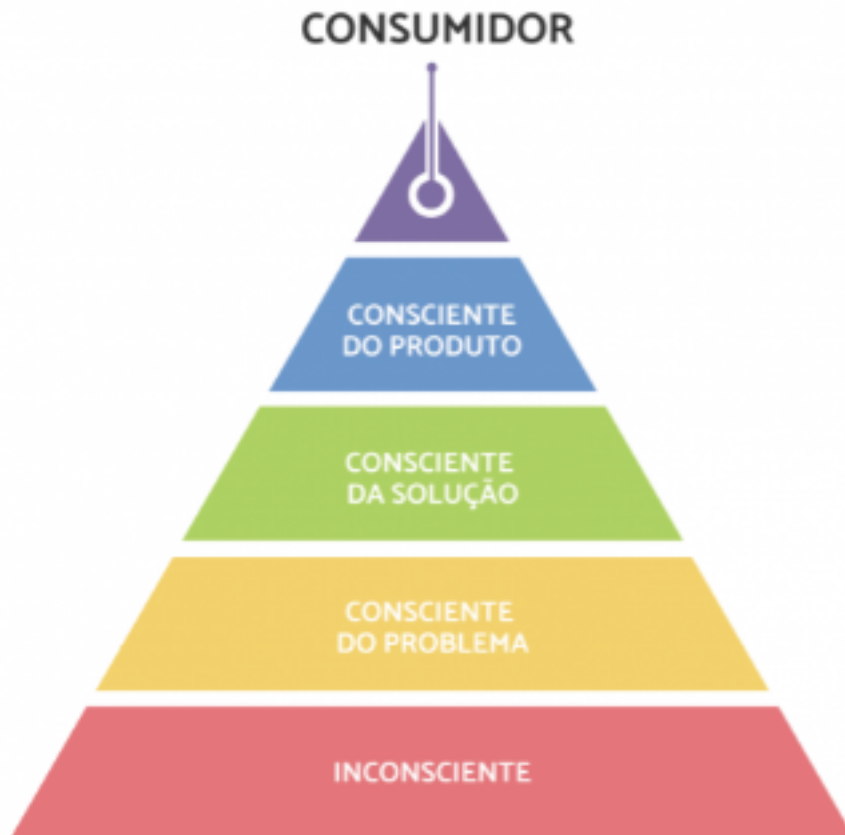 CONSUMIDOR
CONSCIENTE
DO PRODUTO
CONSCIENTE
DA SOLUÇÃO
CONSCIENTE
DO PROBLEMA
INCONSCIENTE